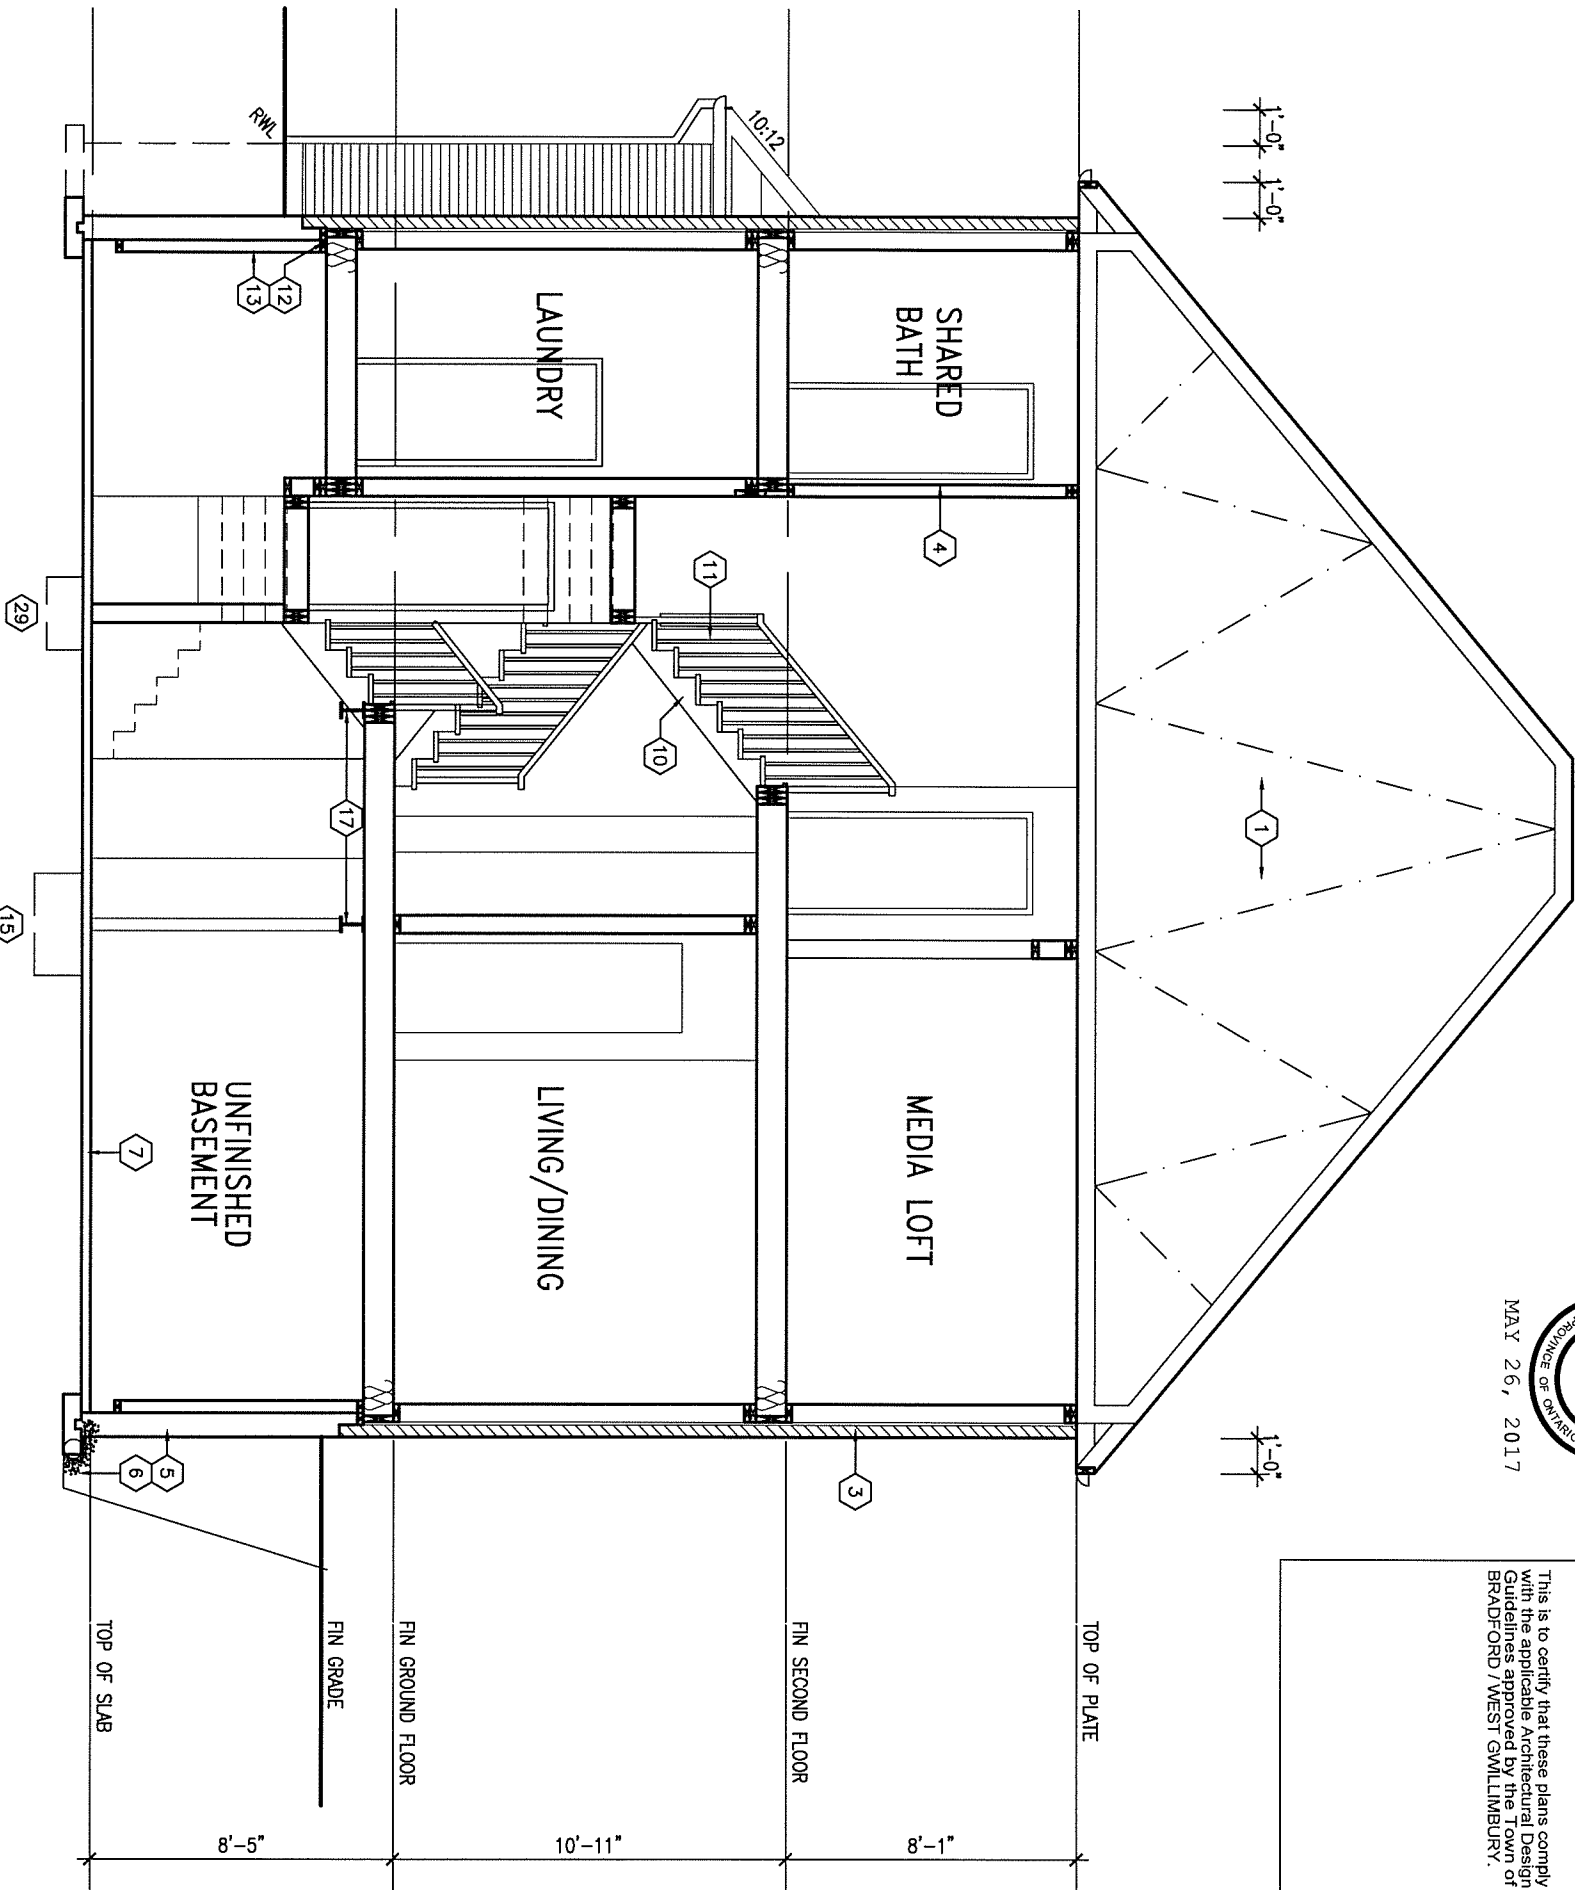 This is to certify that these plans comply
with the applicable Architectural Design
Guidelines approved by the Town of
BRADFORD / WEST GWILLIMBURY.
PROVINCE OF ONTARIO
MAY 26, 2017
1'-0"
1'-0"
1'-0"
1
10:12
RWL
TOP OF PLATE
8'-1"
SHARED
BATH
4
MEDIA LOFT
3
FIN SECOND FLOOR
10'-11"
11
10
LAUNDRY
LIVING/DINING
FIN GROUND FLOOR
8'-5"
FIN GRADE
12
13
17
UNFINISHED
BASEMENT
7
5
6
TOP OF SLAB
29
15